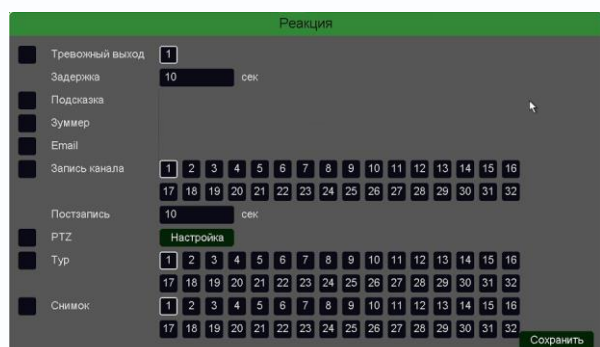 Реакция
Тревожный выход 1
Задержка 10 сек
Подсказка
Зуммер
Email
Запись канала 1 2 3 4 5 6 7 8 9 10 11 12 13 14 15 16
17 18 19 20 21 22 23 24 25 26 27 28 29 30 31 32
Постзапись 10 сек
PTZ Настройка
Тур 1 2 3 4 5 6 7 8 9 10 11 12 13 14 15 16
17 18 19 20 21 22 23 24 25 26 27 28 29 30 31 32
Снимок 1 2 3 4 5 6 7 8 9 10 11 12 13 14 15 16
17 18 19 20 21 22 23 24 25 26 27 28 29 30 31 32
Сохранить